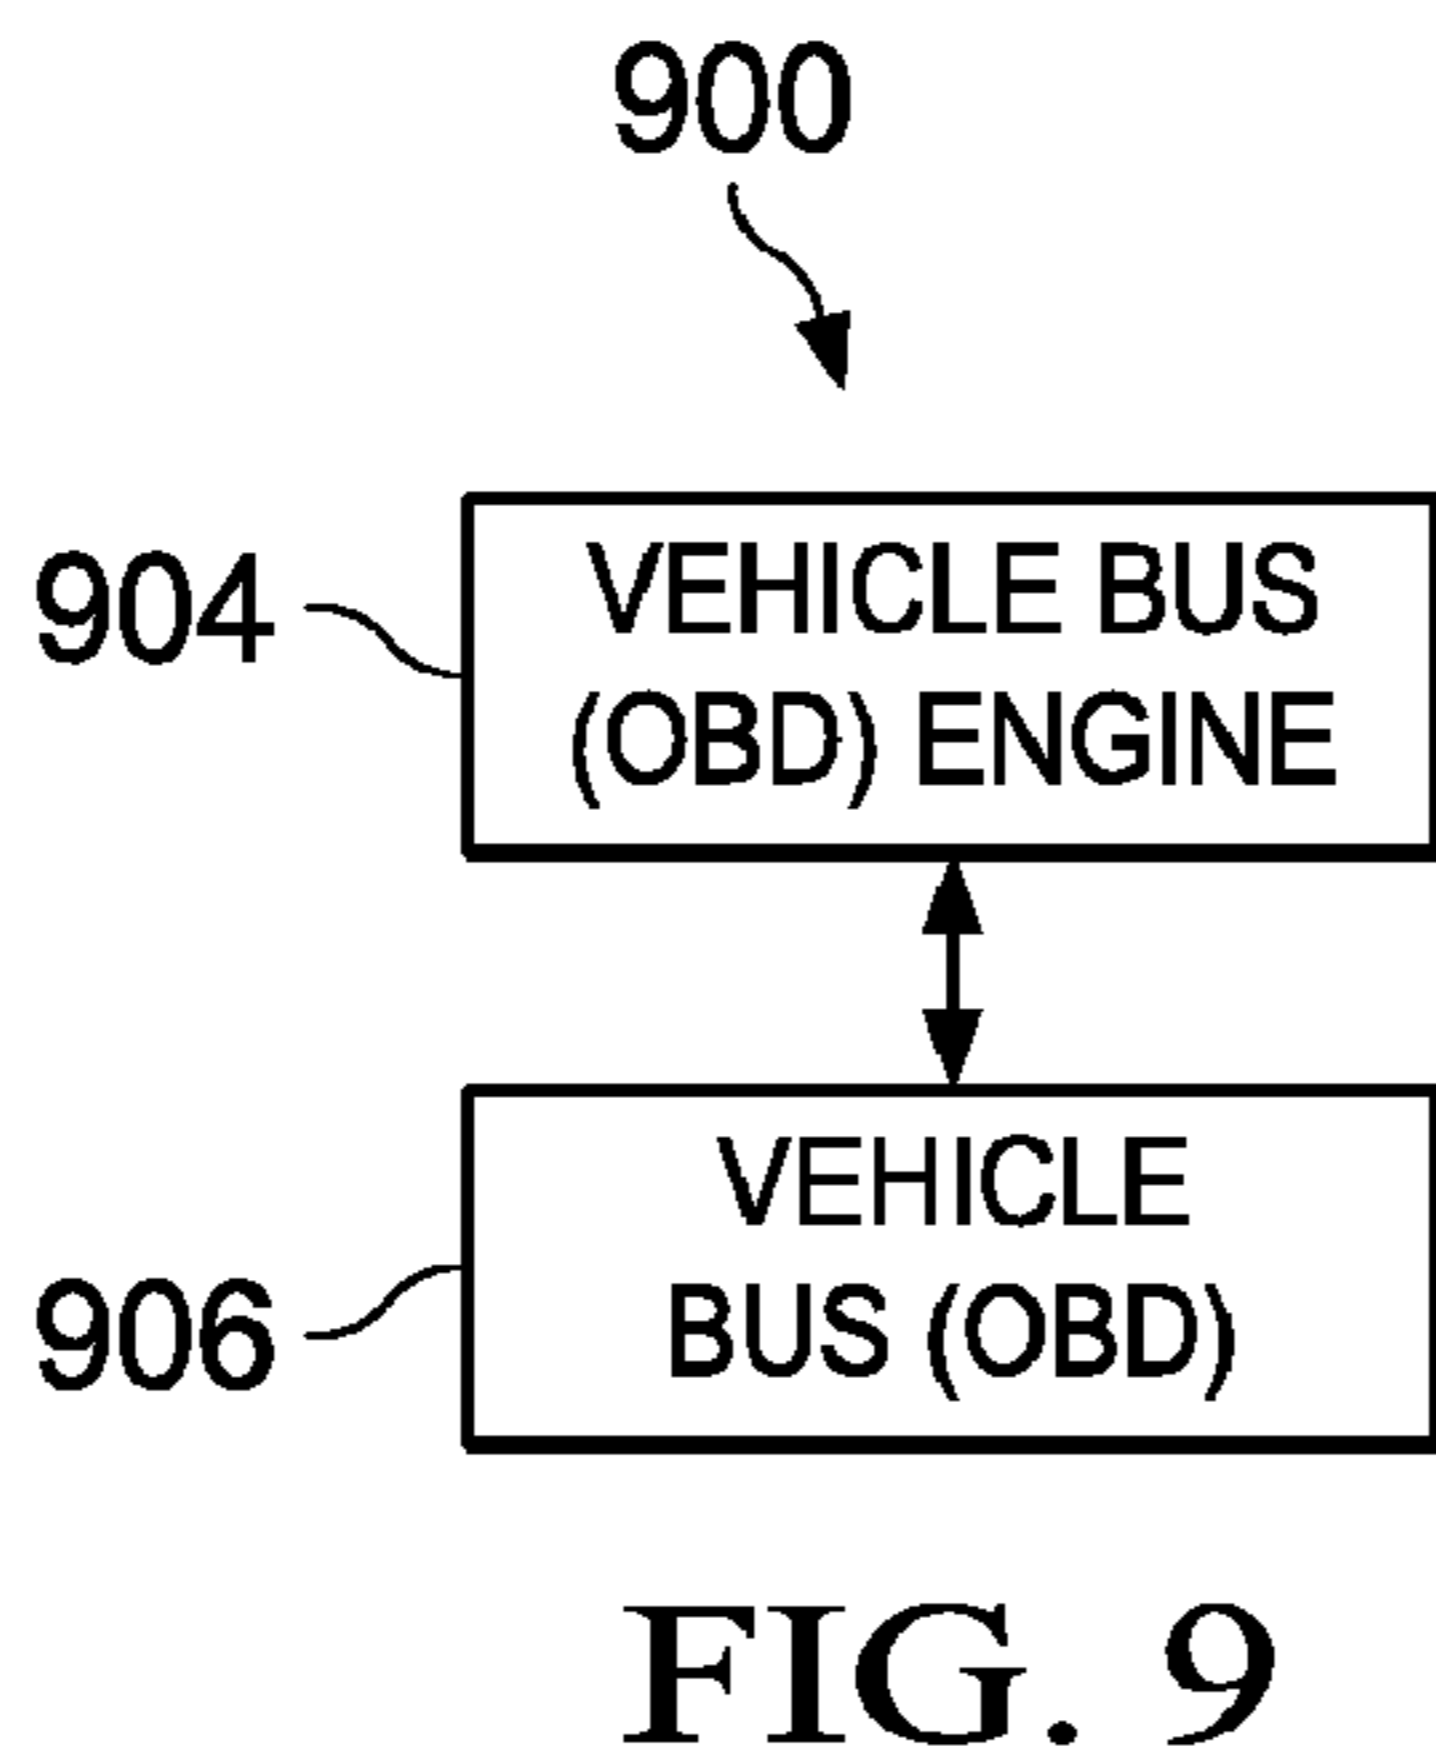 900
904
VEHICLE BUS
(OBD) ENGINE
906
VEHICLE
BUS (OBD)
FIG. 9